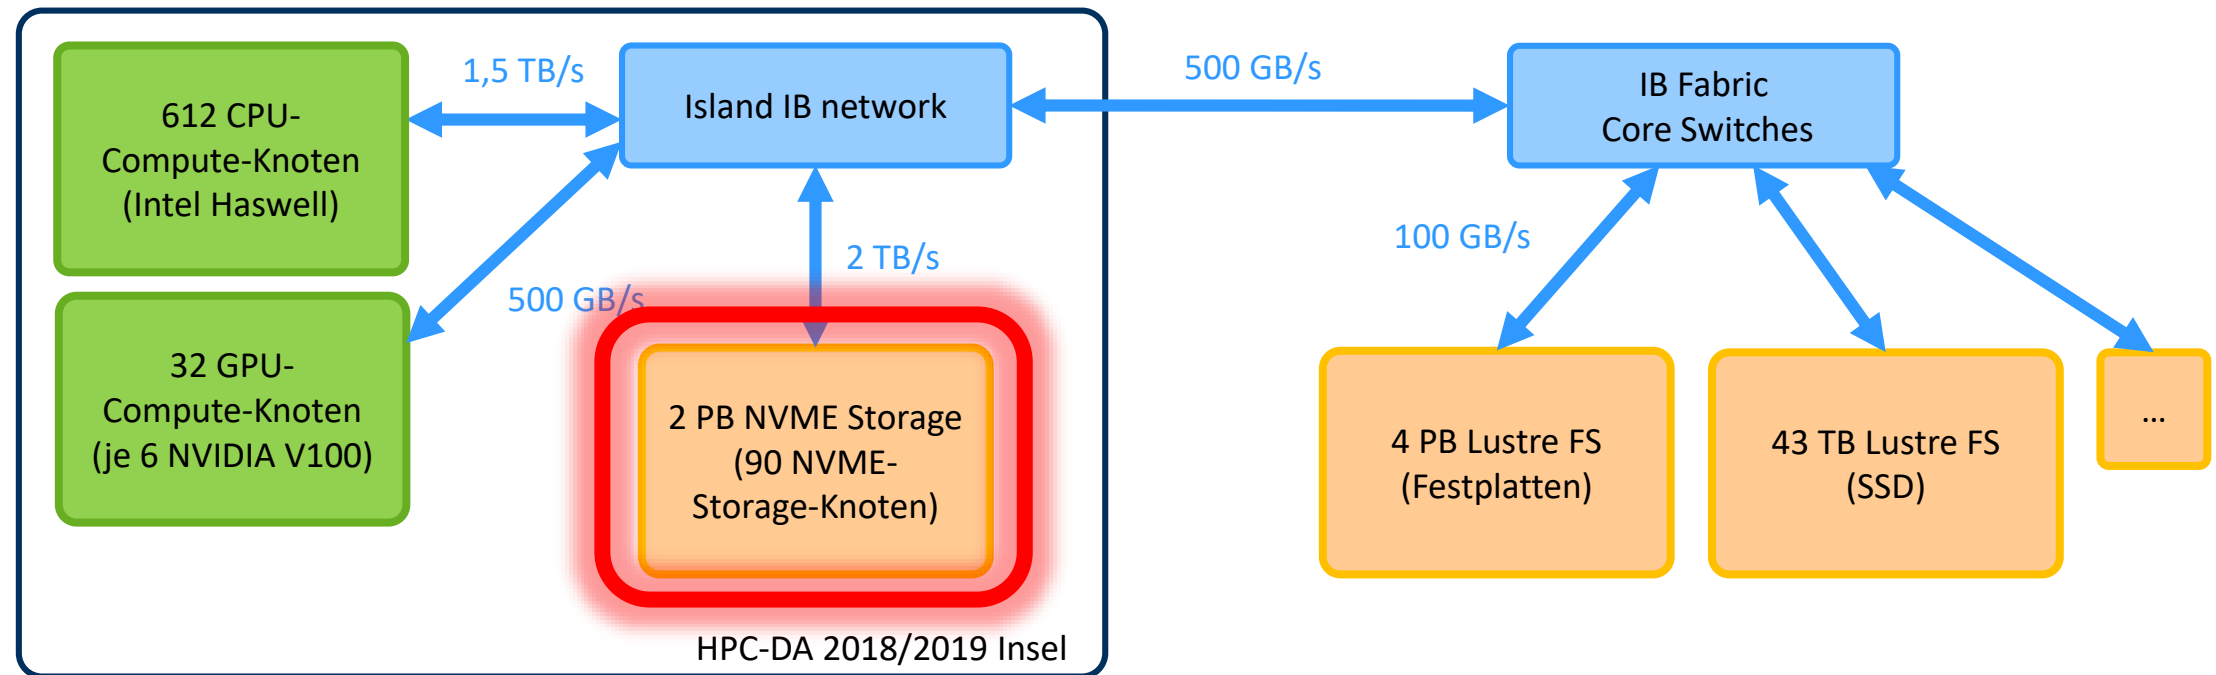 612 CPU-
Compute-Knoten
(Intel Haswell)
1,5 TB/s
Island IB network
500 GB/s
IB Fabric
Core Switches
32 GPU-
Compute-Knoten
(je 6 NVIDIA V100)
500 GB/s
2 TB/s
2 PB NVME Storage
(90 NVME-
Storage-Knoten)
HPC-DA 2018/2019 Insel
100 GB/s
4 PB Lustre FS
(Festplatten)
43 TB Lustre FS
(SSD)
...